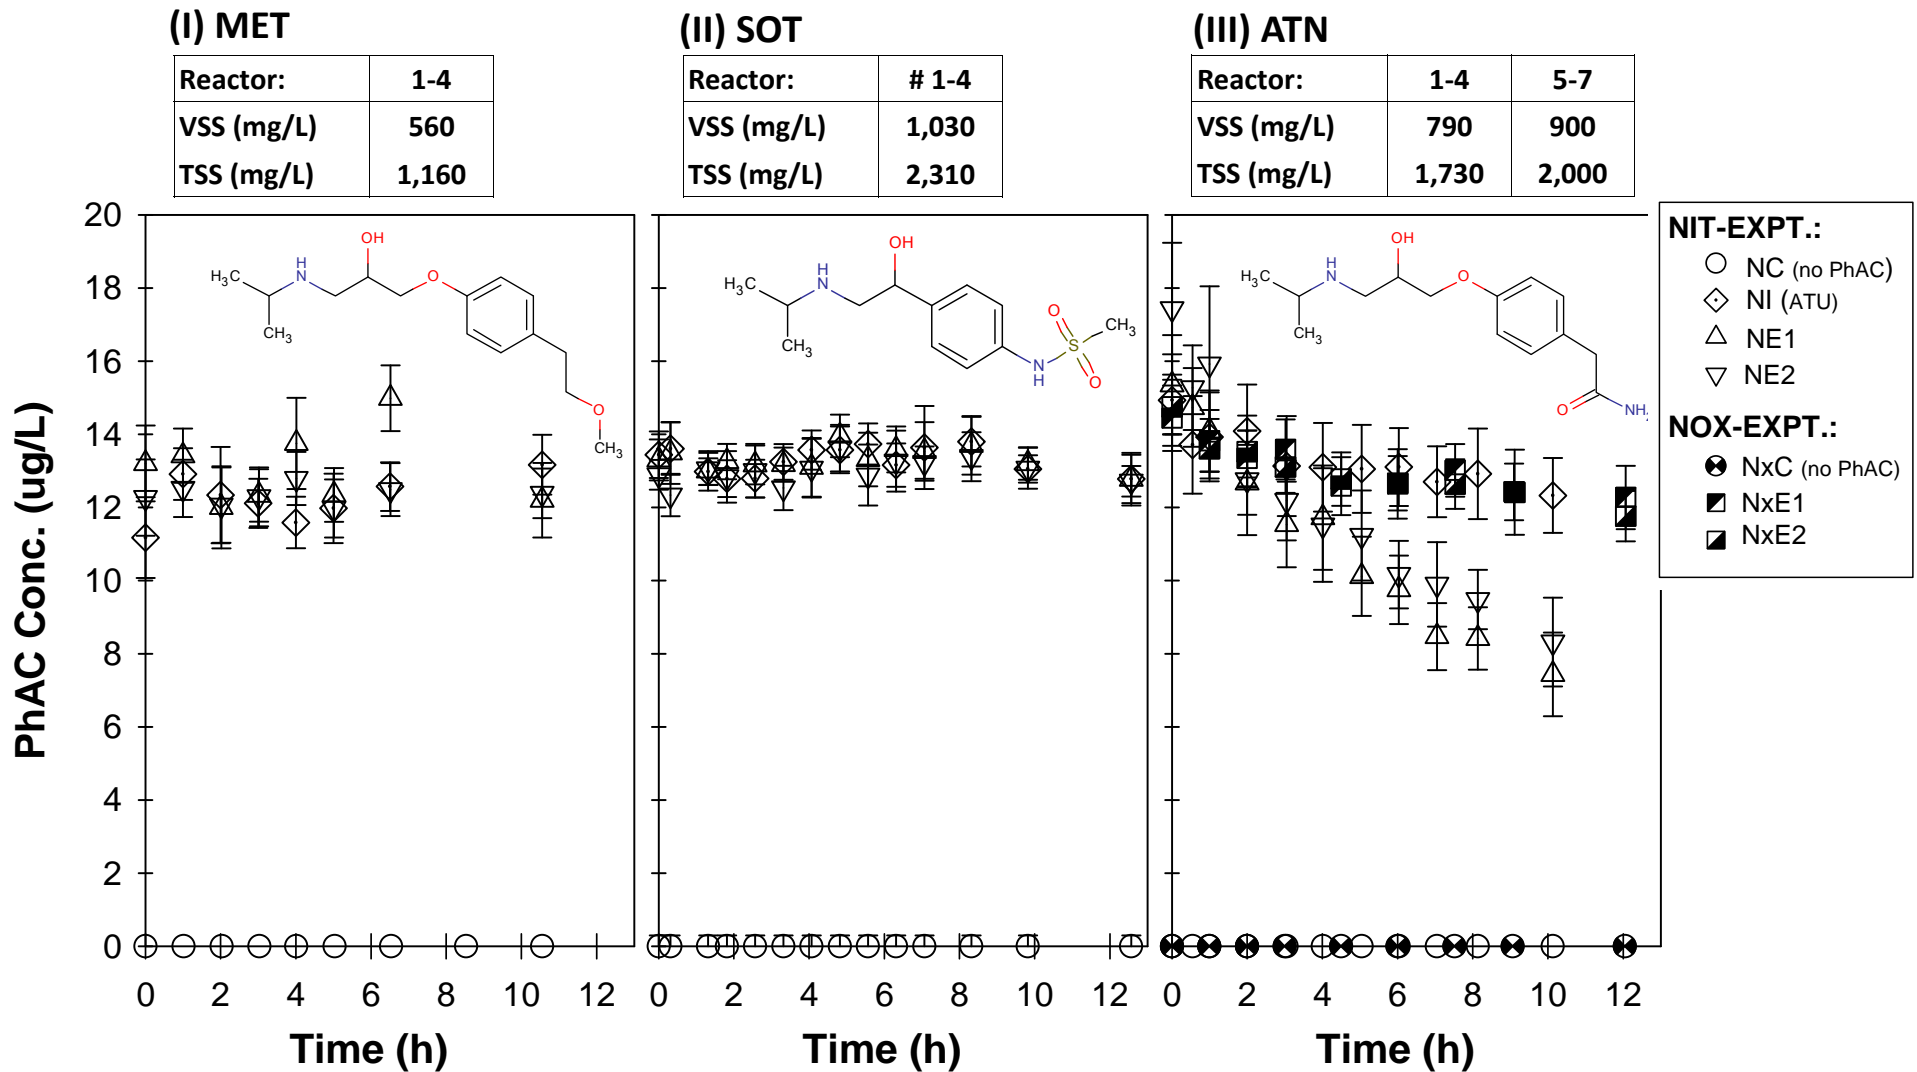 (I) MET
Reactor: 1-4
VSS (mg/L) 560
TSS (mg/L) 1,160
(II) SOT
Reactor: # 1-4
VSS (mg/L) 1,030
TSS (mg/L) 2,310
(III) ATN
Reactor: 1-4 5-7
VSS (mg/L) 790 900
TSS (mg/L) 1,730 2,000
PhAC Conc. (ug/L)
20
18
16
14
12
10
8
6
4
2
0
OH
H
N
H3C
CH3
O
O
CH3
OH
H
N
H3C
CH3
O
S
CH3
N
H
O
OH
H
N
H3C
CH3
O
O
NH
0 2 4 6 8 10 12
Time (h)
0 2 4 6 8 10 12
Time (h)
0 2 4 6 8 10 12
Time (h)
NIT-EXPT.:
NC (no PhAC)
NI (ATU)
NE1
NE2
NOX-EXPT.:
NxC (no PhAC)
NxE1
NxE2